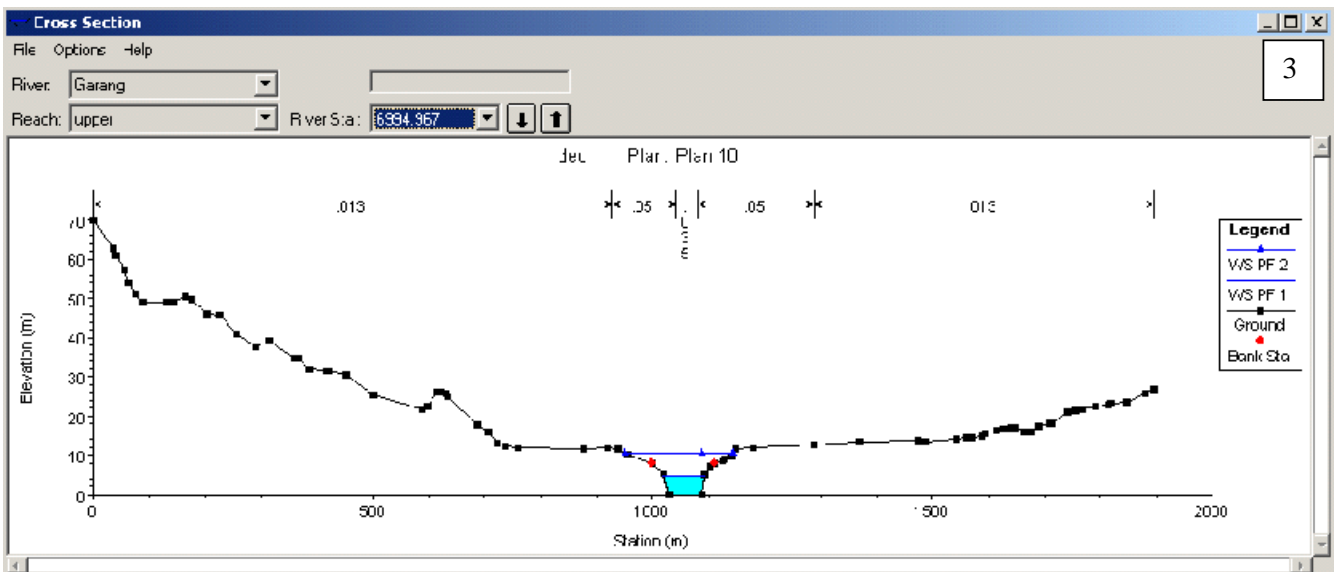 Cross Section
File Options Help
3
River: Garang
Reach: upper River Sta.: 6994.967
Plan: Plan 10
.013 .05 .05 .013
70
60
50
40
30
20
10
0
Elevation (m)
0 500 1000 1500 2000
Station (m)
Legend
WS PF 2
WS PF 1
Ground
Bank Sta